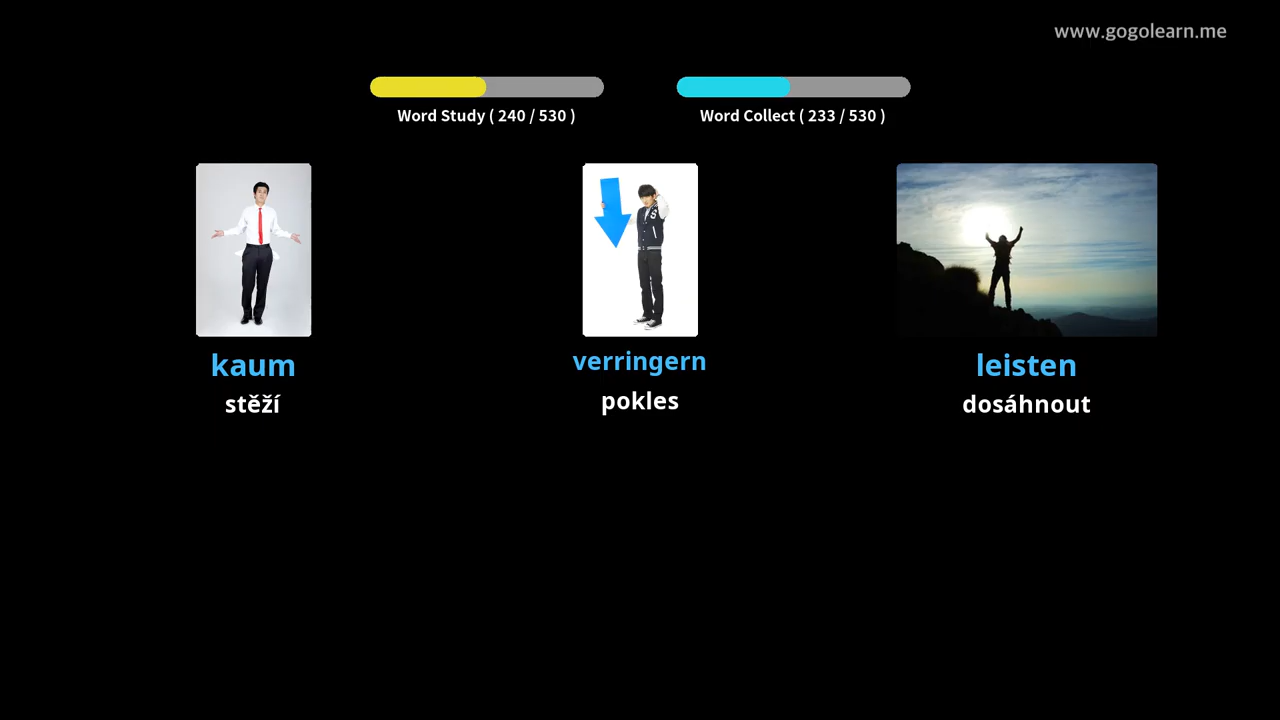 www.gogolearn.me
Word Study ( 240 / 530 )
Word Collect ( 233 / 530 )
kaum
stěží
verringern
pokles
leisten
dosáhnout